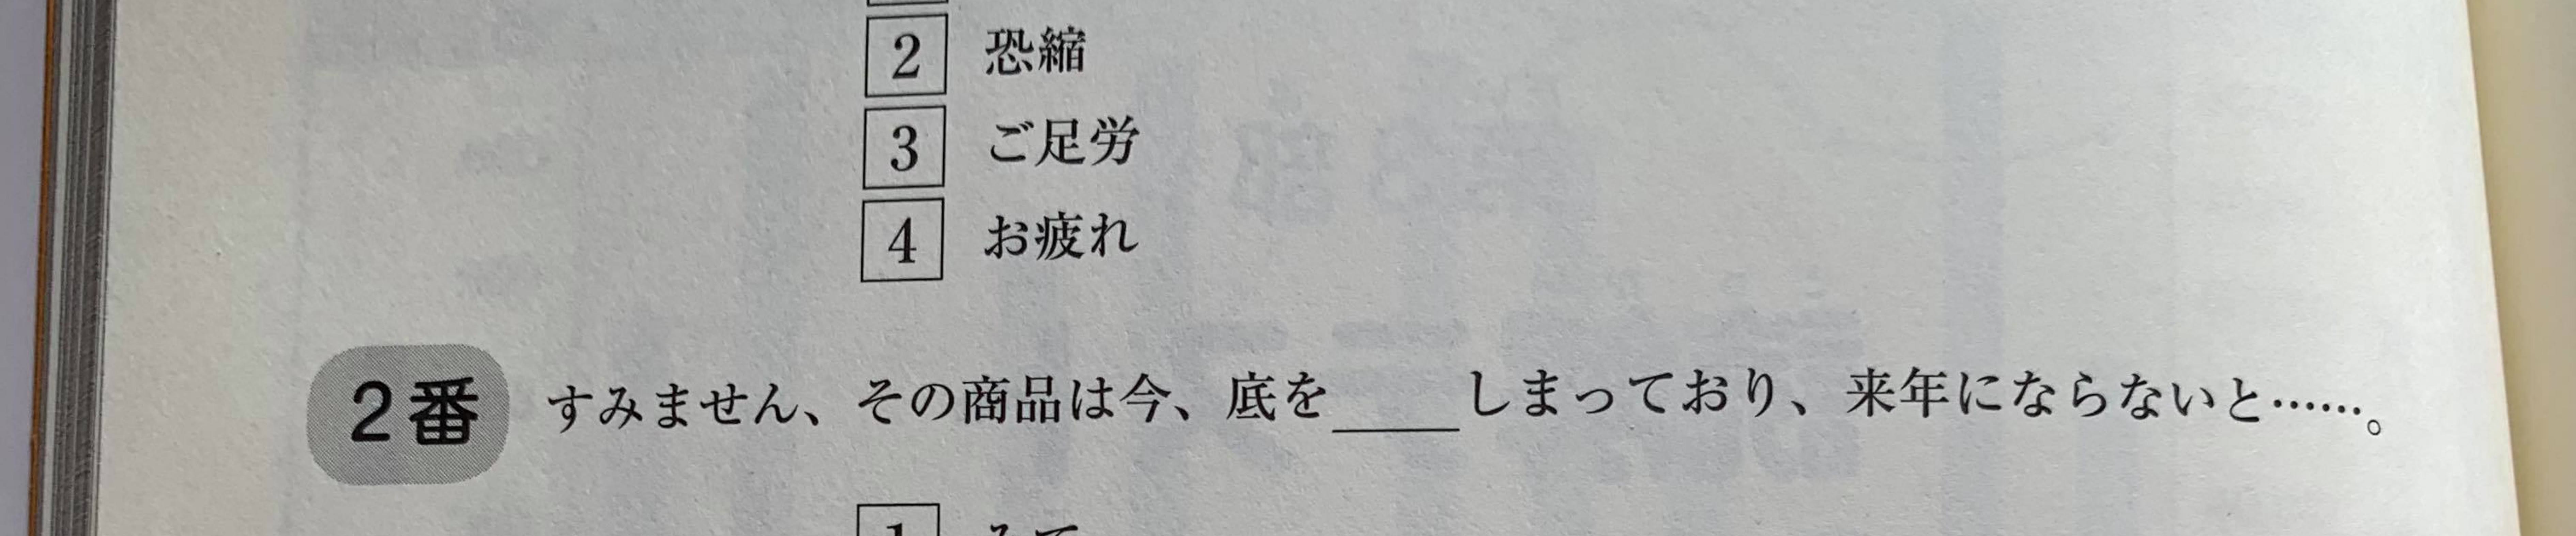 2 恐縮
3 ご足労
4 お疲れ
2番 すみません、その商品は今、底を____しまっており、来年にならないと……。